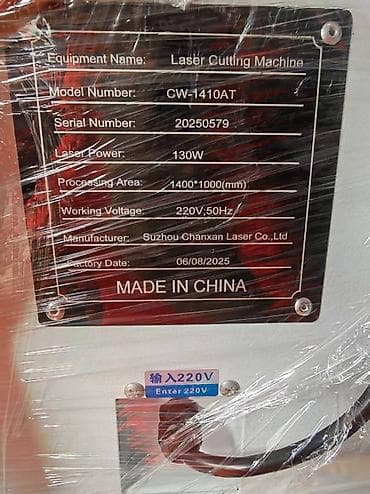 Equipment Name: Laser Cutting Machine
Model Number: CW-1410AT
Serial Number: 20250579
Laser Power: 130W
Processing Area: 1400*1000(mm)
Working Voltage: 220V;50Hz
Manufacturer: Suzhou Chanxan Laser Co.,Ltd
Factory Date: 06/08/2025
MADE IN CHINA
输入220V
Enter 220V